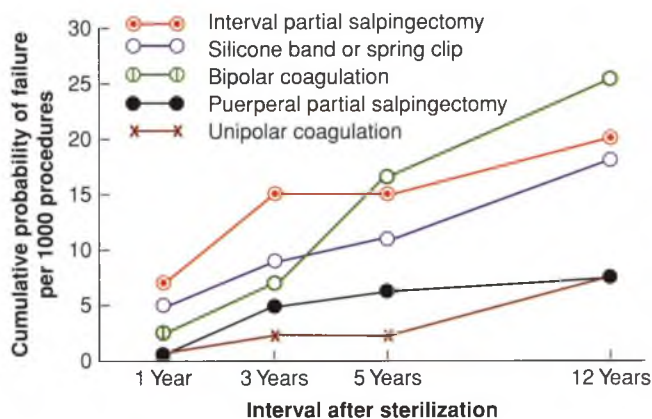 Cumulative probability of failure
per 1000 procedures
30
25
20
15
10
5
0
Interval partial salpingectomy
Silicone band or spring clip
Bipolar coagulation
Puerperal partial salpingectomy
Unipolar coagulation
1 Year 3 Years 5 Years 12 Years
Interval after sterilization